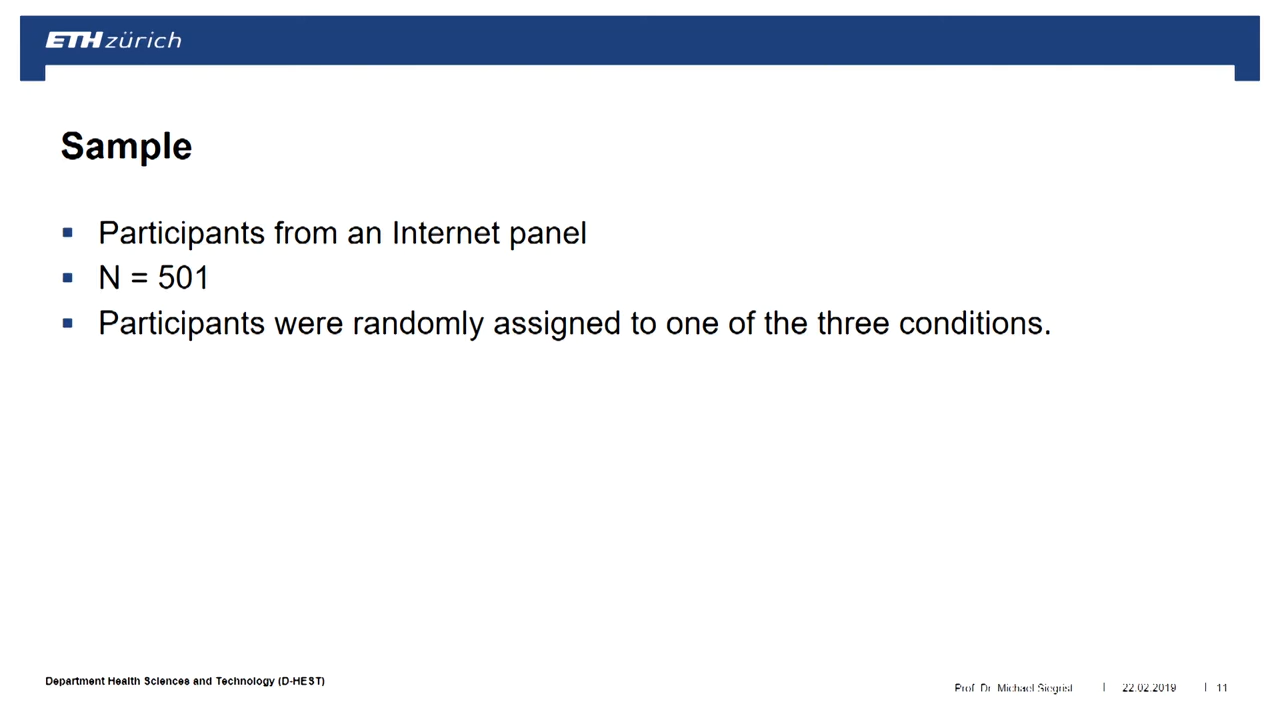 ETH zürich
Sample
Participants from an Internet panel
N = 501
Participants were randomly assigned to one of the three conditions.
Department Health Sciences and Technology (D-HEST)
Prof. Dr. Michael Siegrist | 22.02.2019 | 11